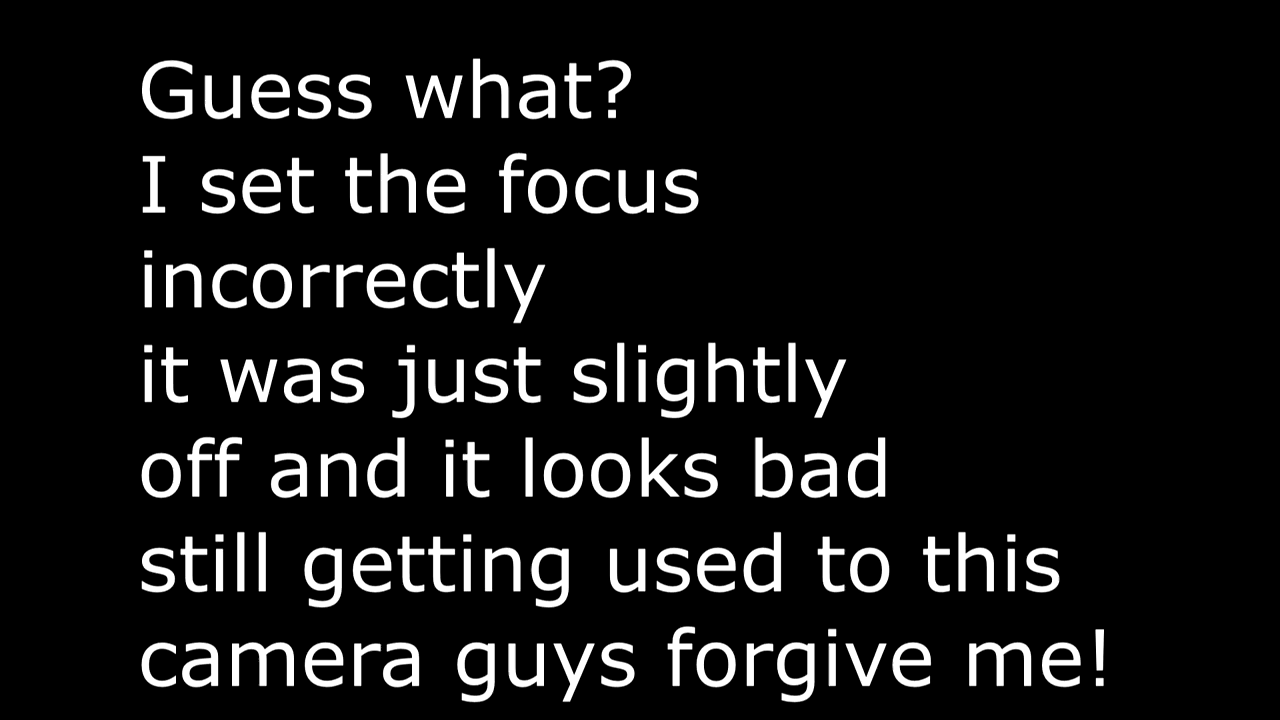 Guess what?
I set the focus
incorrectly
it was just slightly
off and it looks bad
still getting used to this
camera guys forgive me!